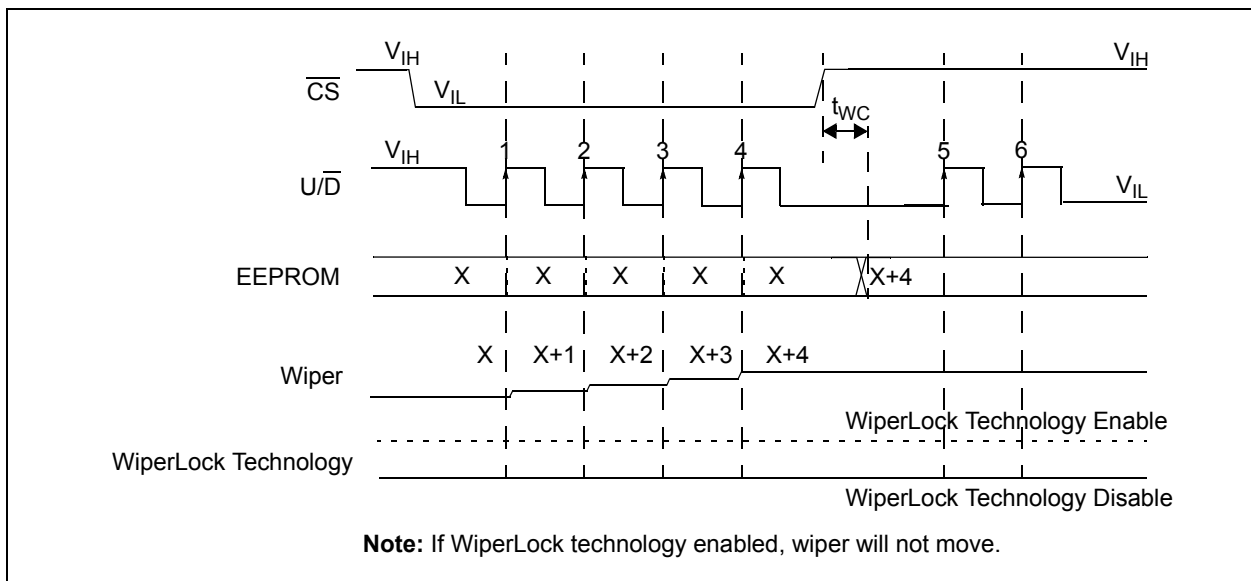 V_IH V_IH
C̅S̅ V_IL
t_WC
V_IH 1 2 3 4 5 6
U/D̅ V_IL
EEPROM X X X X X X+4
X X+1 X+2 X+3 X+4
Wiper
WiperLock Technology Enable
WiperLock Technology
WiperLock Technology Disable
Note: If WiperLock technology enabled, wiper will not move.